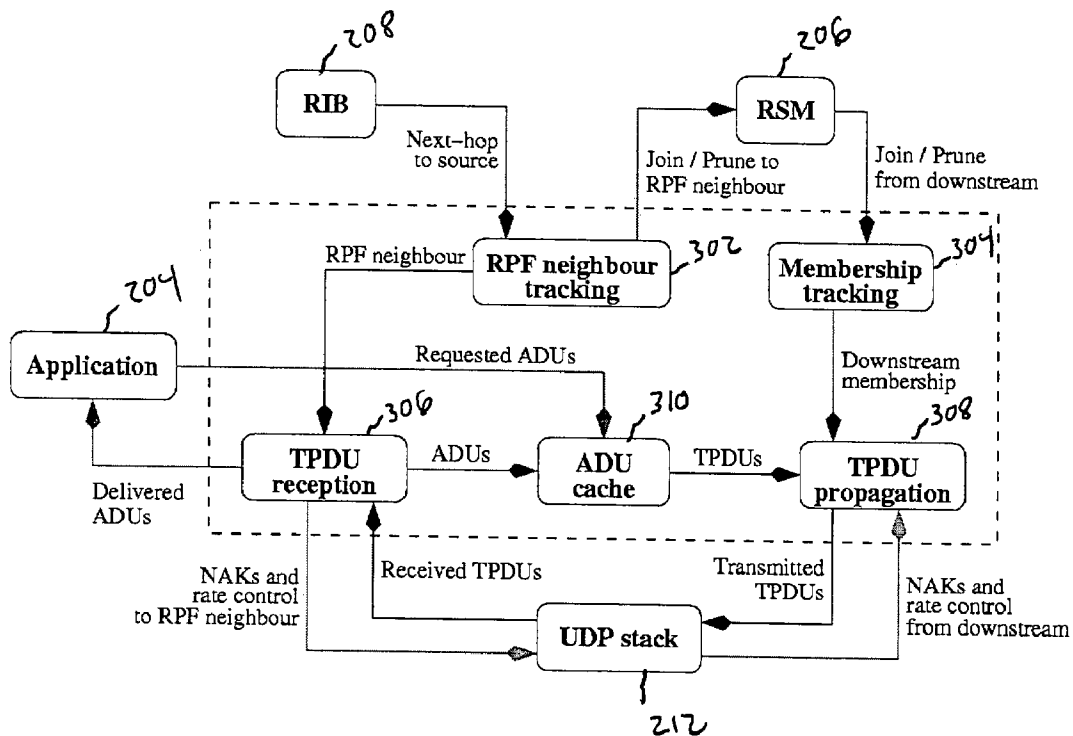 208
206
RIB
RSM
Next-hop
to source
Join / Prune to
RPF neighbour
Join / Prune
from downstream
RPF neighbour
RPF neighbour
tracking
302
Membership
tracking
304
204
Application
Requested ADUs
Downstream
membership
306
310
308
TPDU
reception
ADUs
ADU
cache
TPDUs
TPDU
propagation
Delivered
ADUs
NAKs and
rate control
to RPF neighbour
Received TPDUs
Transmitted
TPDUs
NAKs and
rate control
from downstream
UDP stack
212